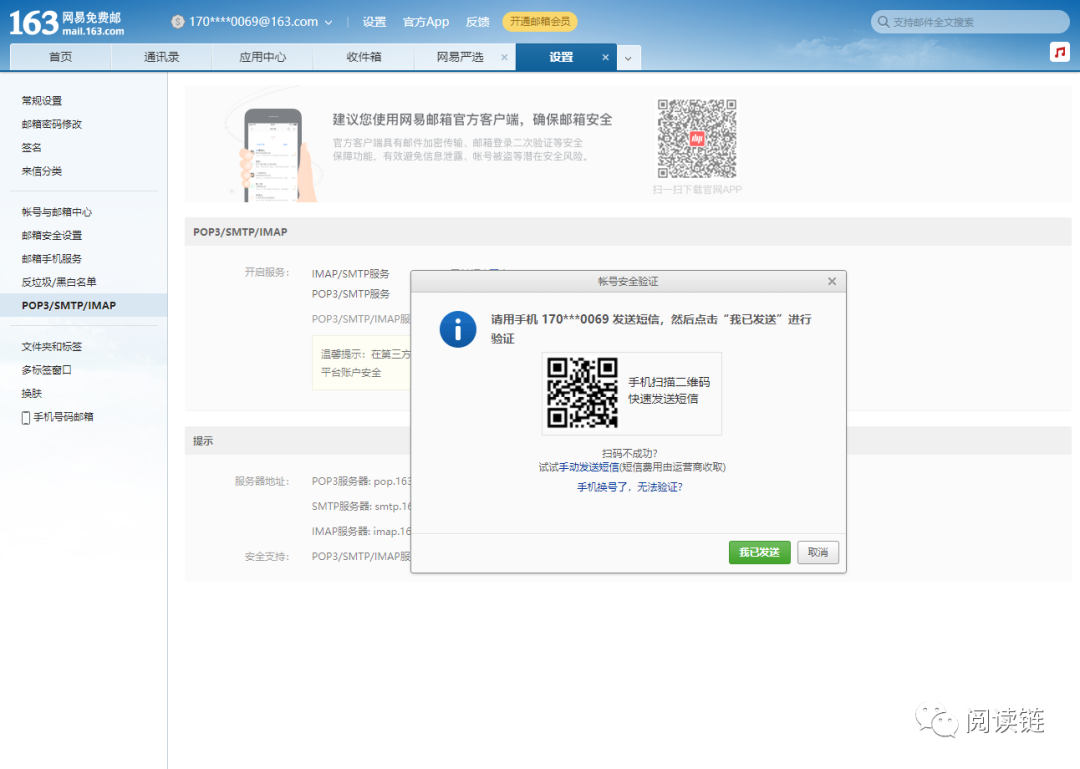 163 网易免费邮
mail.163.com
170****0069@163.com
设置
官方App
反馈
开通邮箱会员
支持邮件全文搜索
首页
通讯录
应用中心
收件箱
网易严选
设置
常规设置
邮箱密码修改
签名
来信分类
帐号与邮箱中心
邮箱安全设置
邮箱手机服务
反垃圾/黑白名单
POP3/SMTP/IMAP
文件夹和标签
多标签窗口
换肤
手机号码邮箱
建议您使用网易邮箱官方客户端，确保邮箱安全
官方客户端具有邮件加密传输、邮箱登录二次验证等安全
保障功能，有效避免信息泄露、帐号被盗等潜在安全风险。
扫一扫下载官网APP
POP3/SMTP/IMAP
开启服务：
IMAP/SMTP服务
POP3/SMTP服务
POP3/SMTP/IMAP服
温馨提示：在第三方
平台账户安全
提示
服务器地址：
POP3服务器: pop.163
SMTP服务器: smtp.16
IMAP服务器: imap.16
安全支持：
POP3/SMTP/IMAP服
帐号安全验证
请用手机 170***0069 发送短信，然后点击“我已发送”进行
验证
手机扫描二维码
快速发送短信
扫码不成功？
试试手动发送短信(短信费用由运营商收取)
手机换号了，无法验证？
我已发送
取消
阅读链